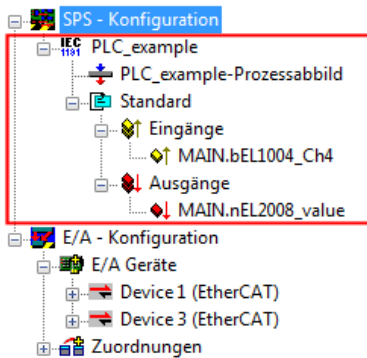 SPS - Konfiguration
IEC
1131
PLC_example
PLC_example-Prozessabbild
Standard
Eingänge
MAIN.bEL1004_Ch4
Ausgänge
MAIN.nEL2008_value
E/A - Konfiguration
E/A Geräte
Device 1 (EtherCAT)
Device 3 (EtherCAT)
Zuordnungen